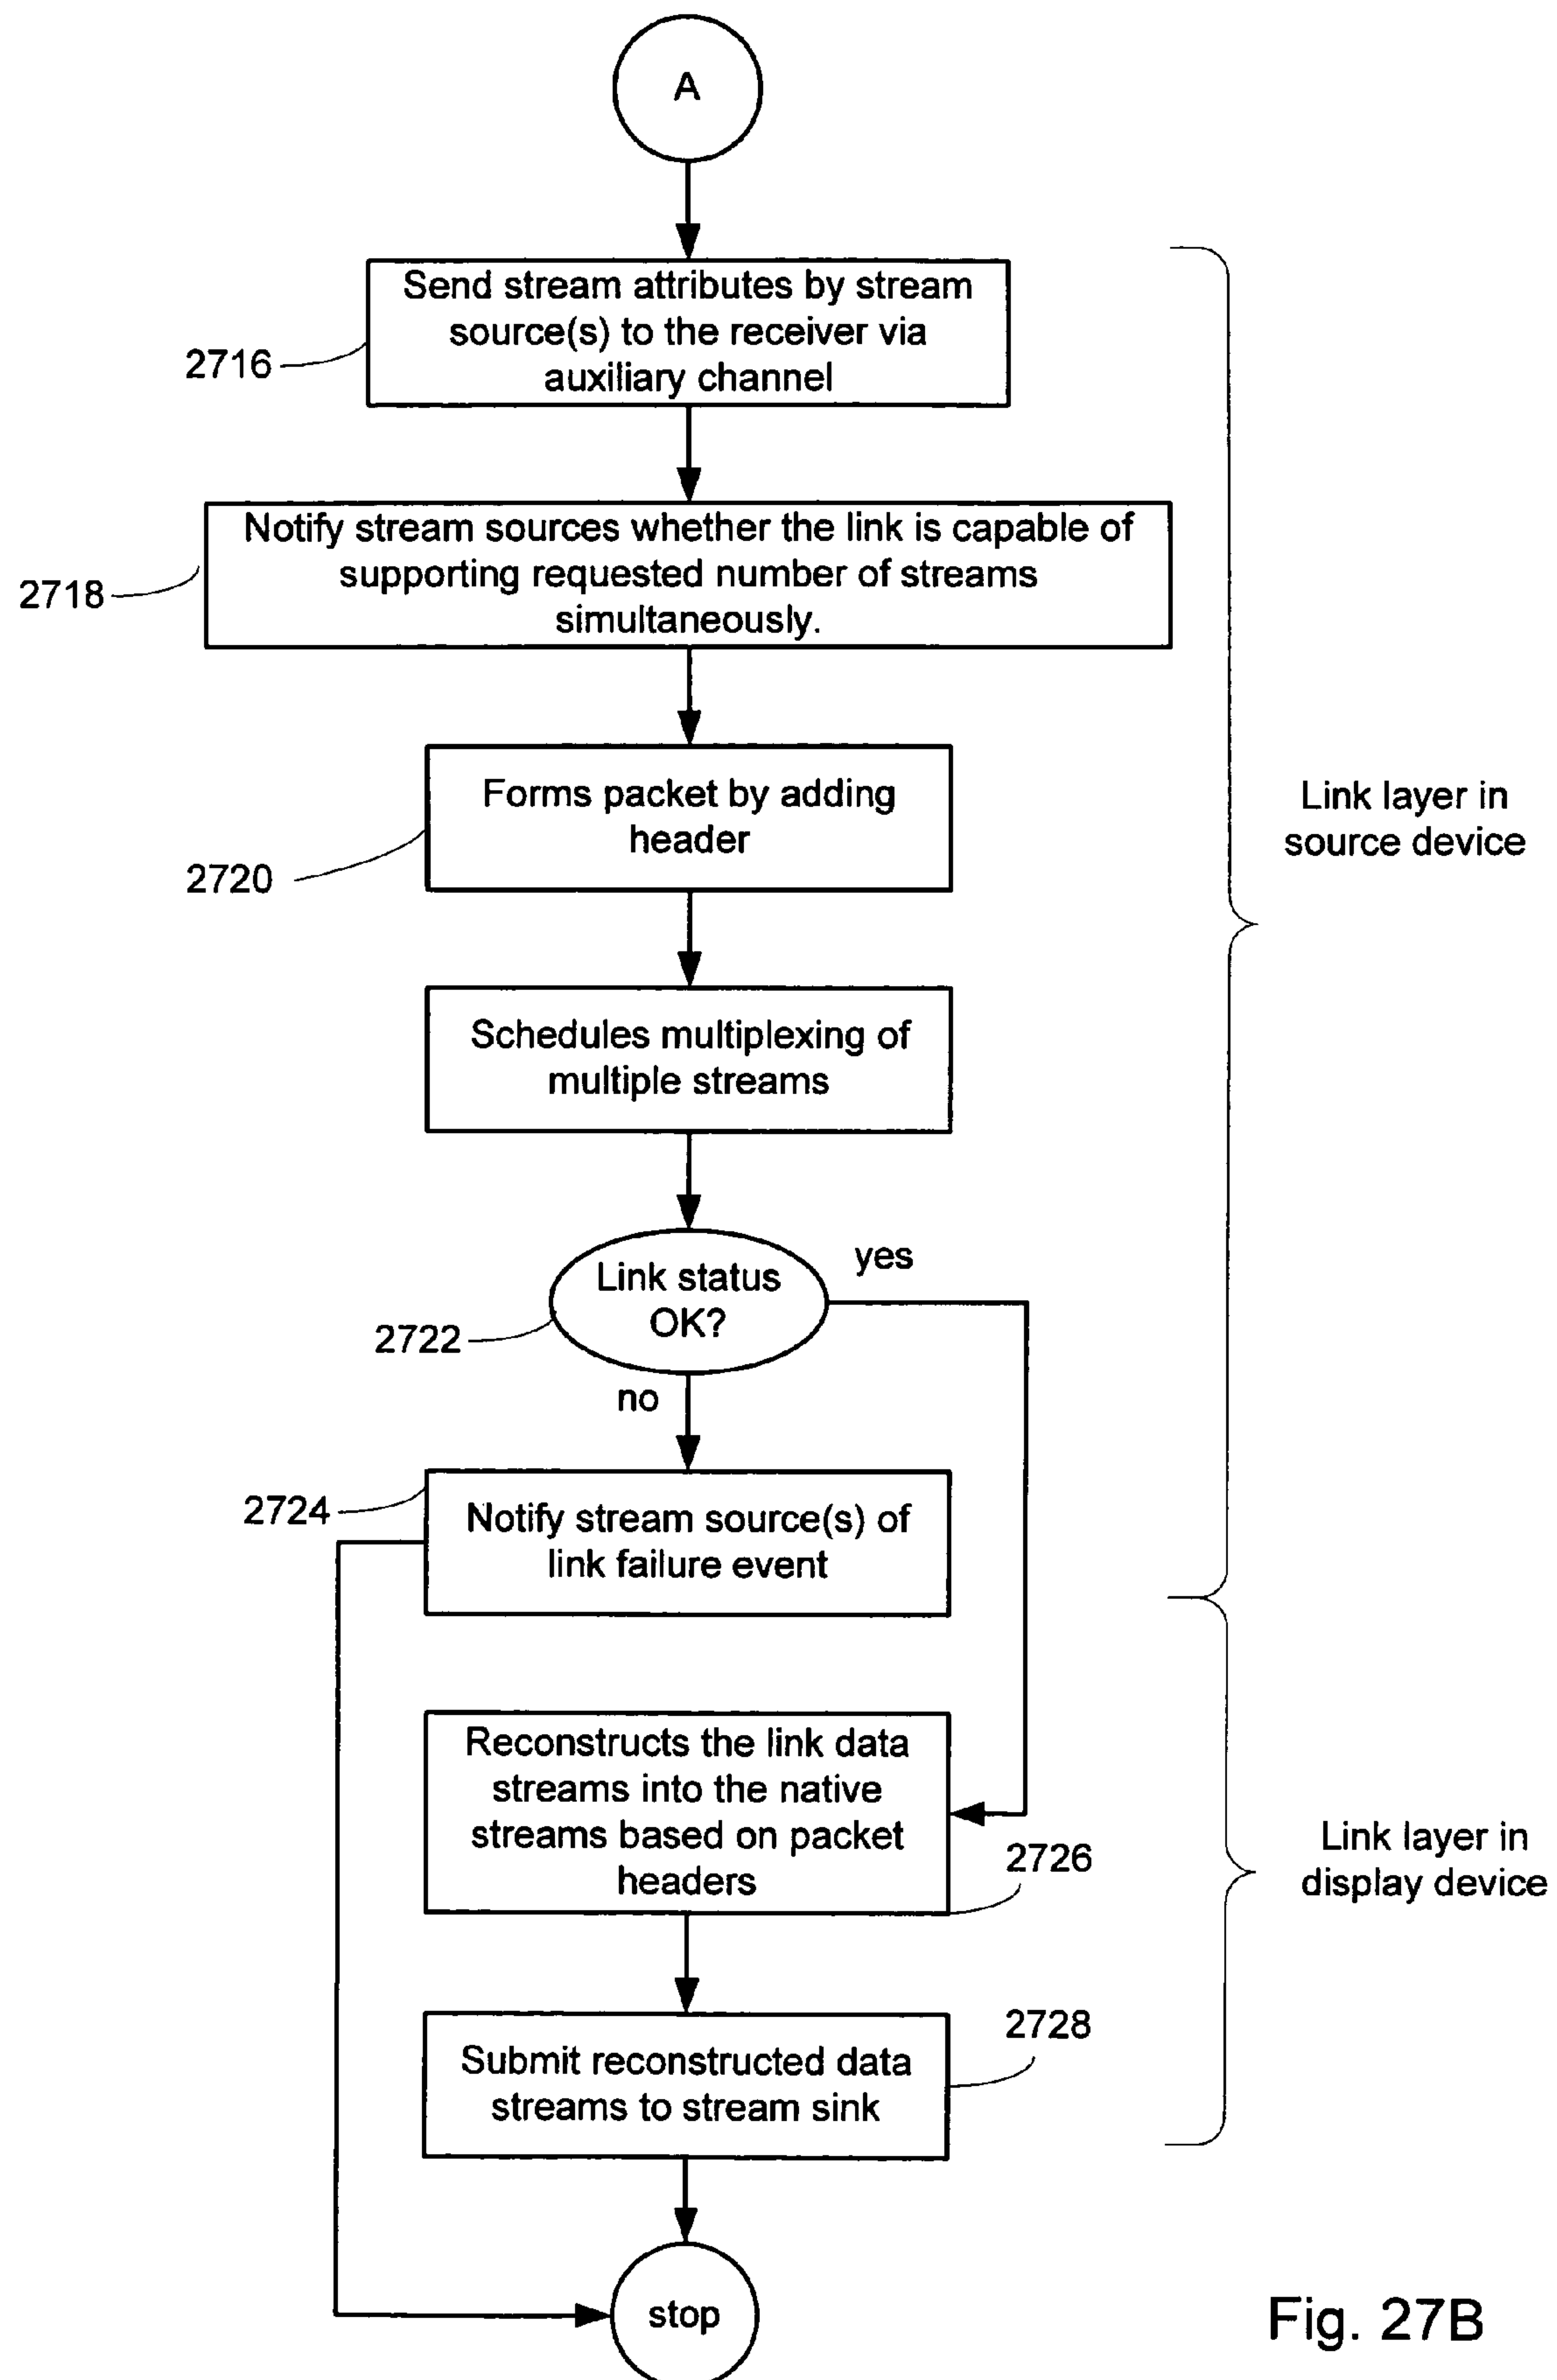 A
Send stream attributes by stream
source(s) to the receiver via
auxiliary channel
2716
Notify stream sources whether the link is capable of
supporting requested number of streams
simultaneously.
2718
Forms packet by adding
header
2720
Link layer in
source device
Schedules multiplexing of
multiple streams
Link status
OK?
yes
2722
no
2724
Notify stream source(s) of
link failure event
Reconstructs the link data
streams into the native
streams based on packet
headers
2726
Link layer in
display device
2728
Submit reconstructed data
streams to stream sink
stop
Fig. 27B